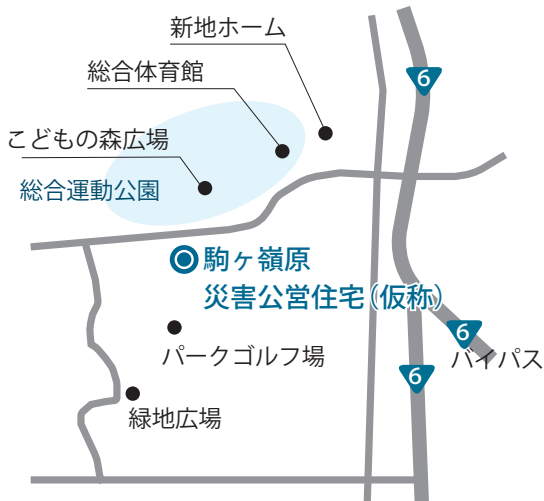 新地ホーム
総合体育館
6
こどもの森広場
総合運動公園
駒ヶ嶺原
災害公営住宅(仮称)
6
バイパス
パークゴルフ場
6
緑地広場